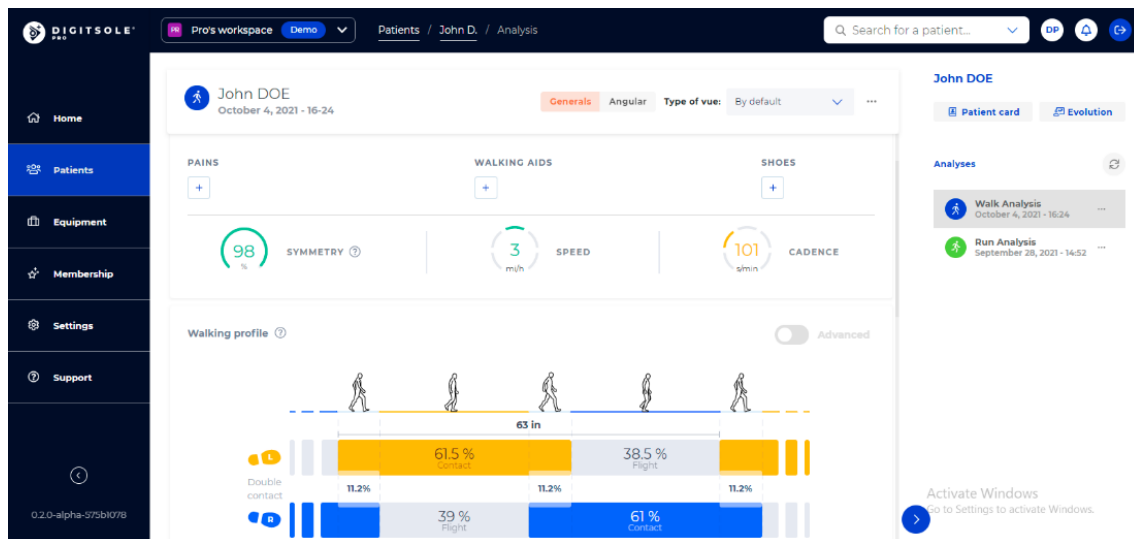 DIGITSOLE®
PRO
PR Pro's workspace Demo
Patients / John D. / Analysis
Search for a patient...
DP
Home
Patients
Equipment
Membership
Settings
Support
0.2.0-alpha-575b1078
John DOE
October 4, 2021 - 16-24
Generals Angular Type of vue: By default ...
PAINS
+
WALKING AIDS
+
SHOES
+
98
%
SYMMETRY ?
3
mi/h
SPEED
101
s/min
CADENCE
Walking profile ?
Advanced
63 in
L
61.5 %
Contact
38.5 %
Flight
Double
contact
11.2% 11.2% 11.2%
R
39 %
Flight
61 %
Contact
John DOE
Patient card Evolution
Analyses
Walk Analysis
October 4, 2021 - 16:24
...
Run Analysis
September 28, 2021 - 14:52
...
Activate Windows
Go to Settings to activate Windows.